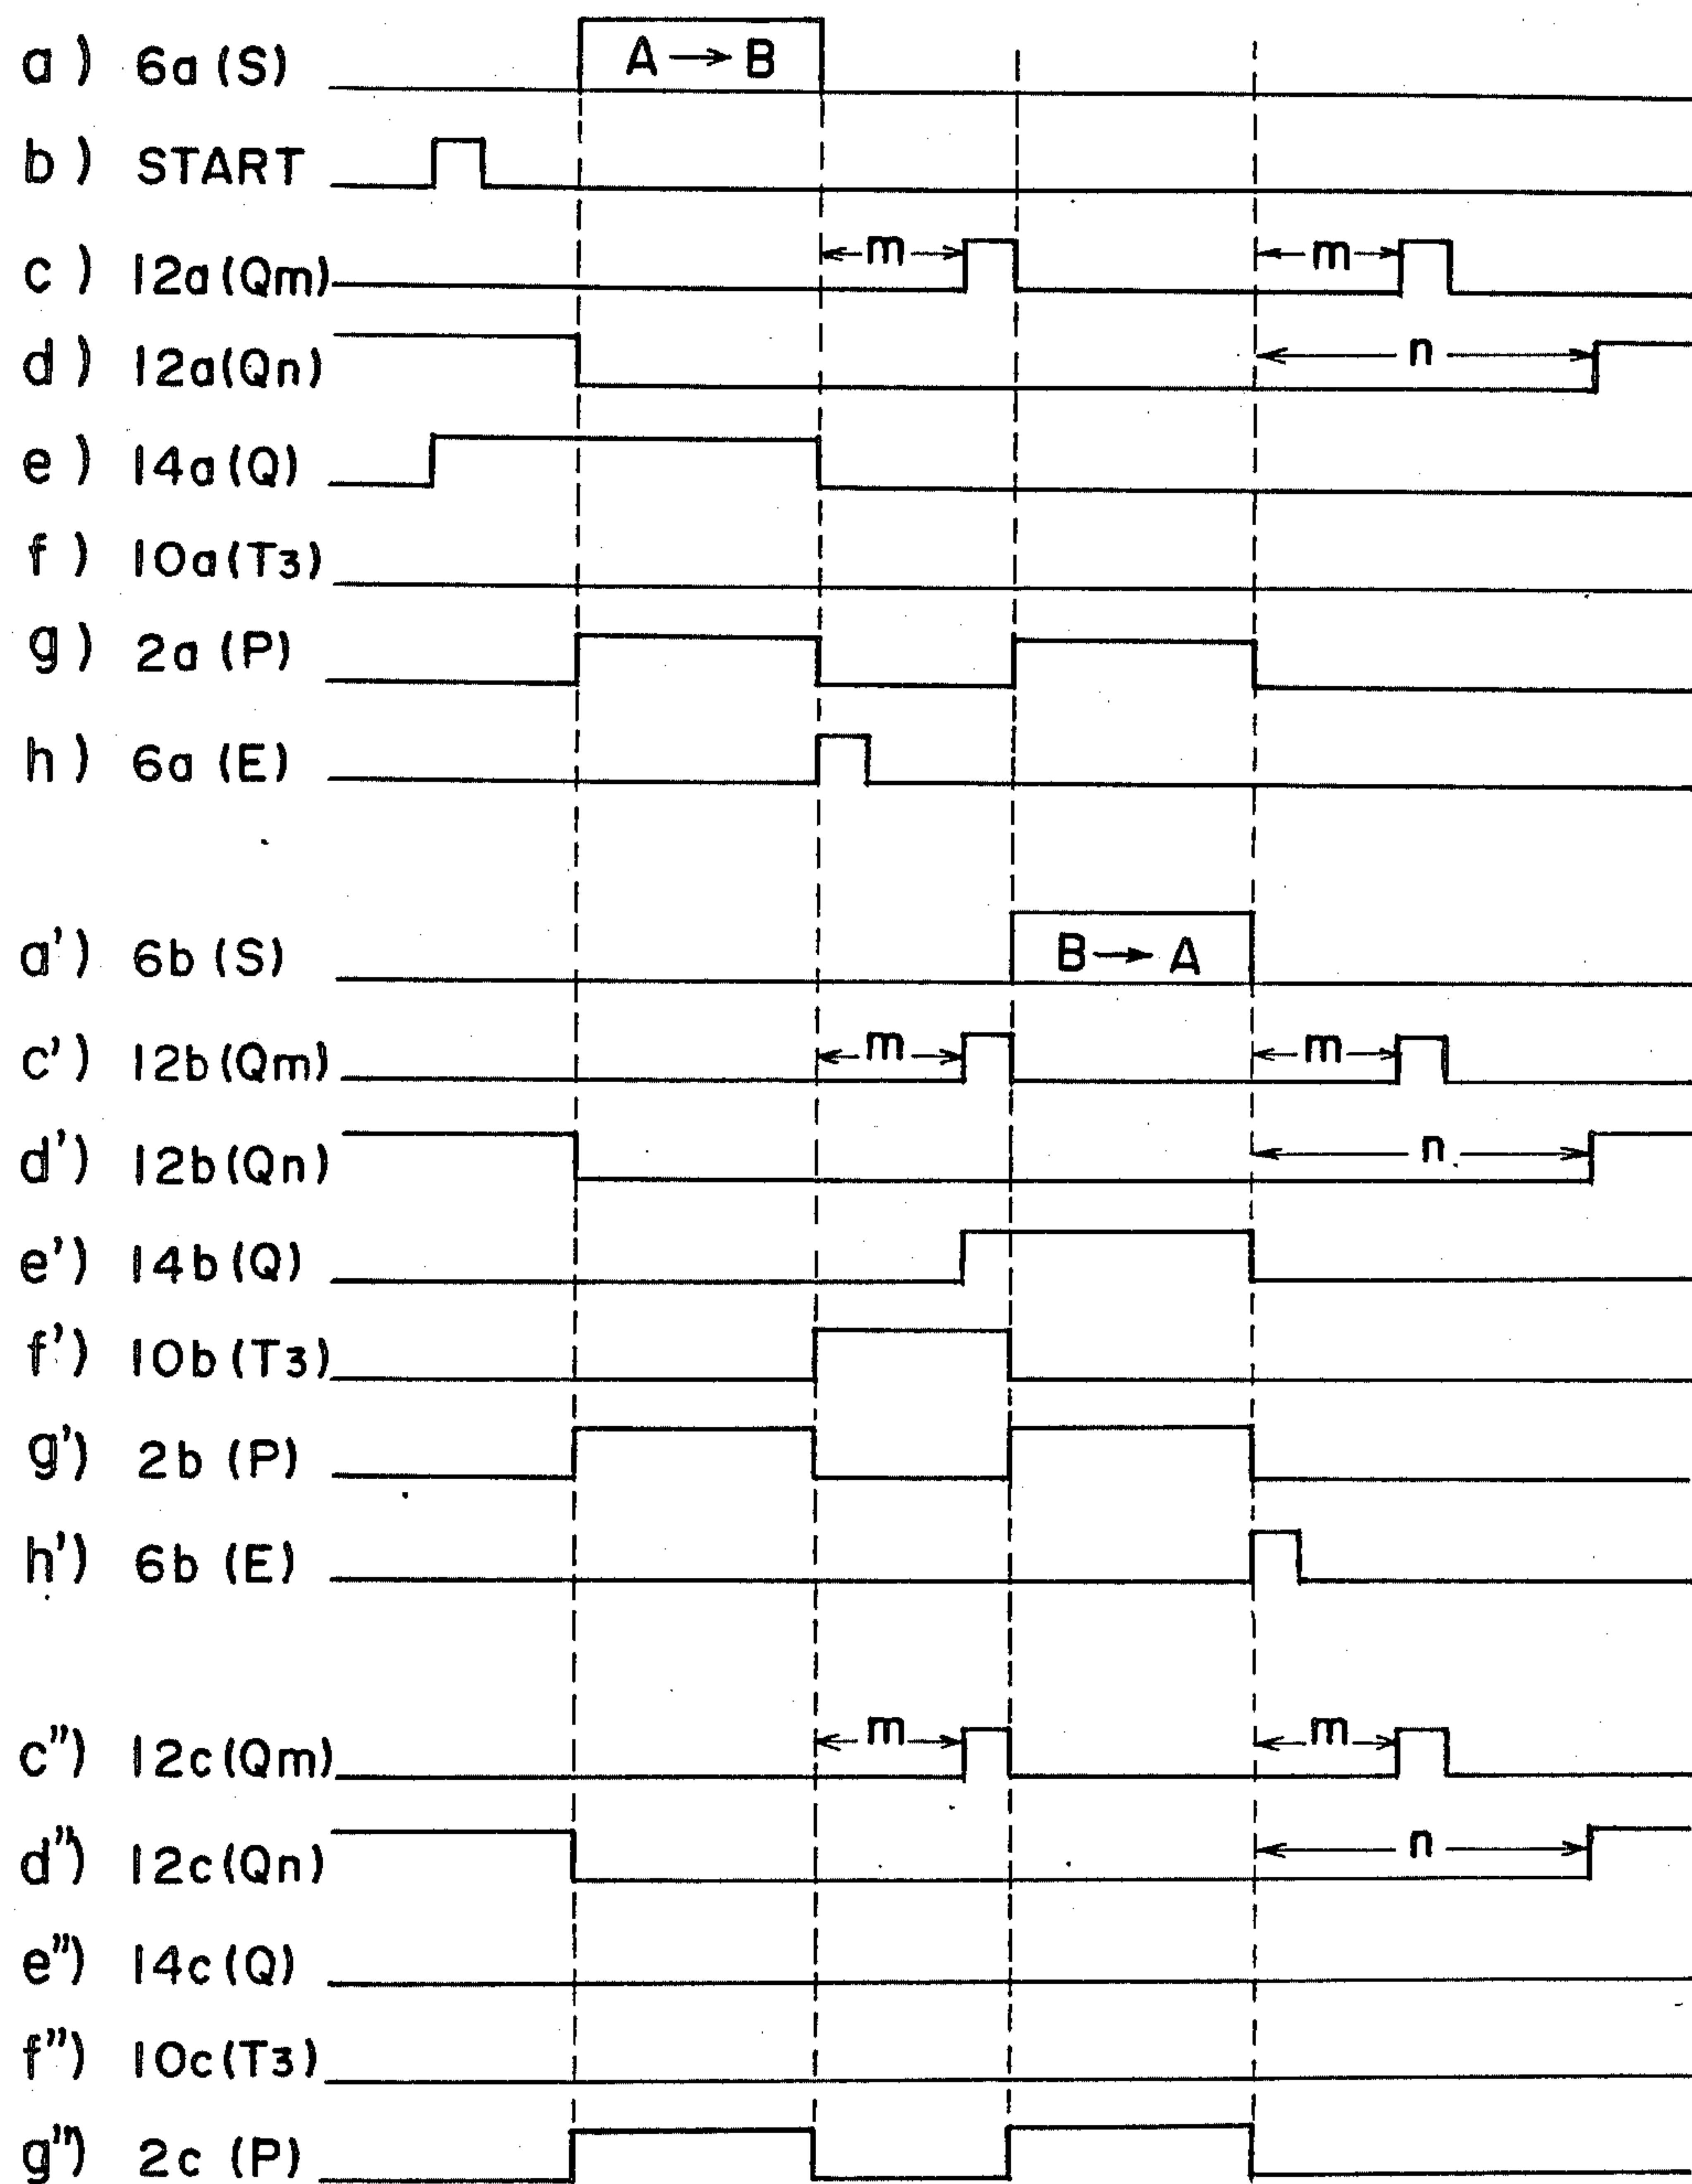 a) 6a (S) A → B
b) START
c) 12a (Qm) m m
d) 12a (Qn) n
e) 14a (Q)
f) 10a (T3)
g) 2a (P)
h) 6a (E)
a') 6b (S) B → A
c') 12b (Qm) m m
d') 12b (Qn) n
e') 14b (Q)
f') 10b (T3)
g') 2b (P)
h') 6b (E)
c") 12c (Qm) m m
d") 12c (Qn) n
e") 14c (Q)
f") 10c (T3)
g") 2c (P)